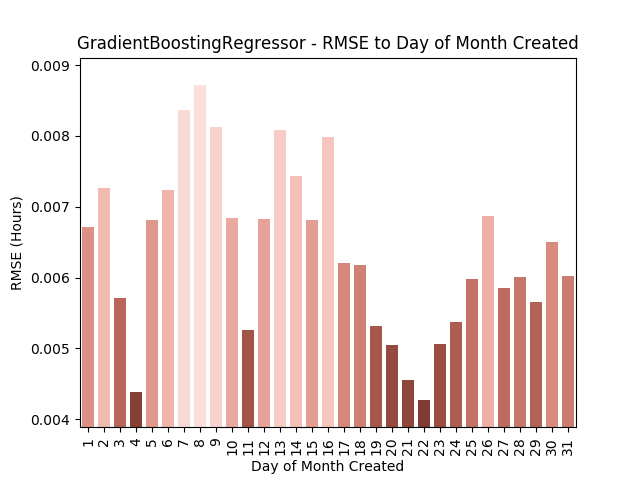 GradientBoostingRegressor - RMSE to Day of Month Created
0.009
0.008
0.007
0.006
0.005
0.004
RMSE (Hours)
1 2 3 4 5 6 7 8 9 10 11 12 13 14 15 16 17 18 19 20 21 22 23 24 25 26 27 28 29 30 31
Day of Month Created